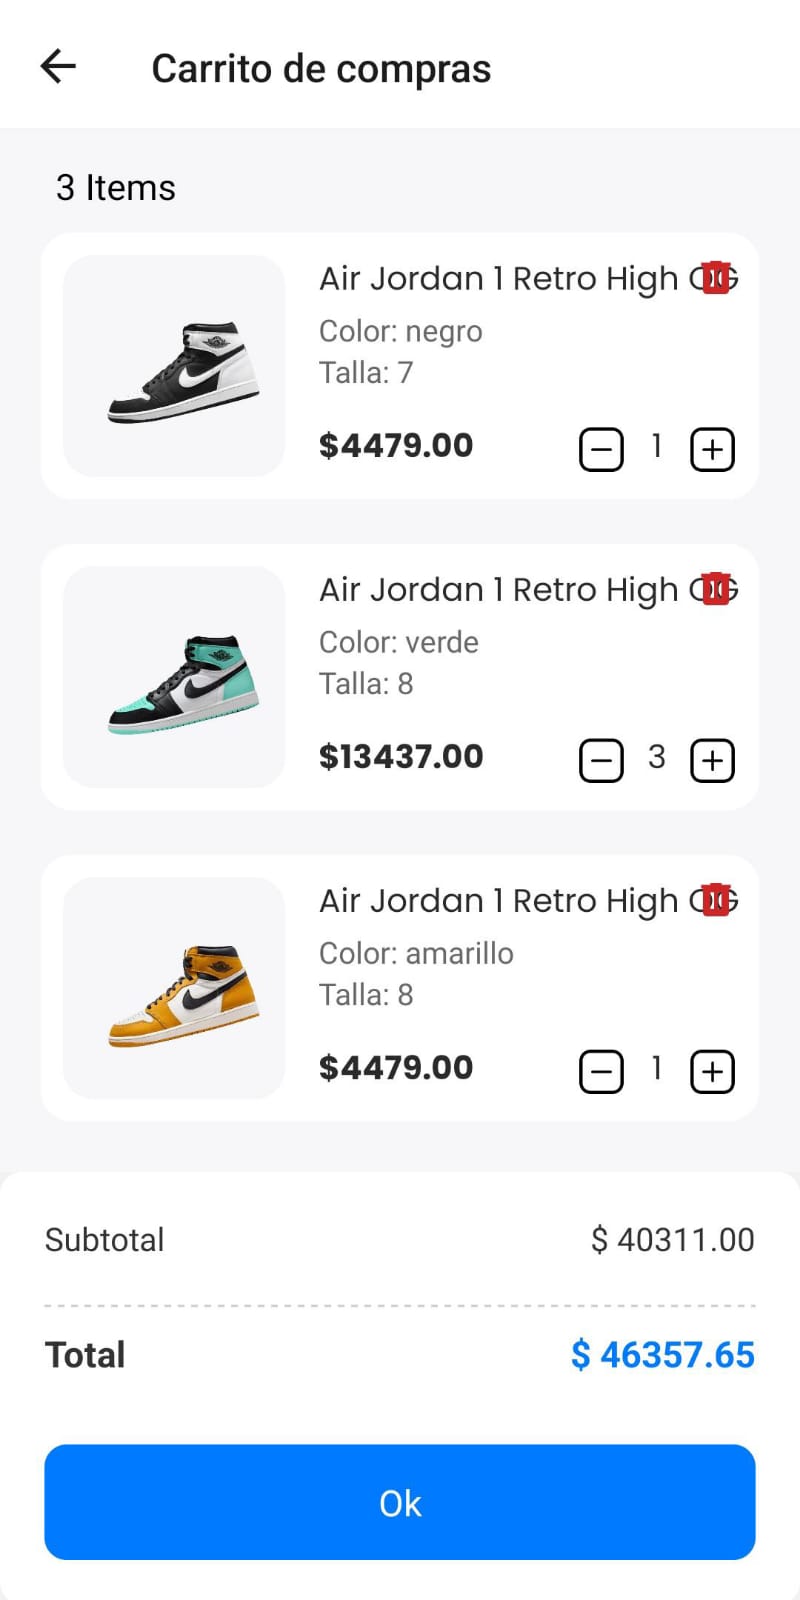 Carrito de compras
3 Items
Air Jordan 1 Retro High OG
Color: negro
Talla: 7
$4479.00
1
Air Jordan 1 Retro High OG
Color: verde
Talla: 8
$13437.00
3
Air Jordan 1 Retro High OG
Color: amarillo
Talla: 8
$4479.00
1
Subtotal $ 40311.00
Total $ 46357.65
Ok